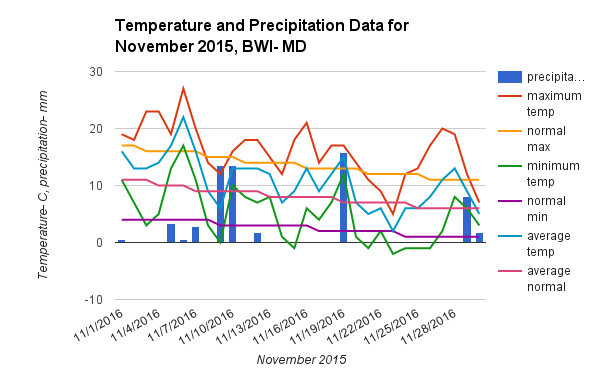 Temperature and Precipitation Data for
November 2015, BWI- MD
Temperature- C, precipitation- mm
30
20
10
0
-10
11/1/2016
11/4/2016
11/7/2016
11/10/2016
11/13/2016
11/16/2016
11/19/2016
11/22/2016
11/25/2016
11/28/2016
November 2015
precipita...
maximum
temp
normal
max
minimum
temp
normal
min
average
temp
average
normal